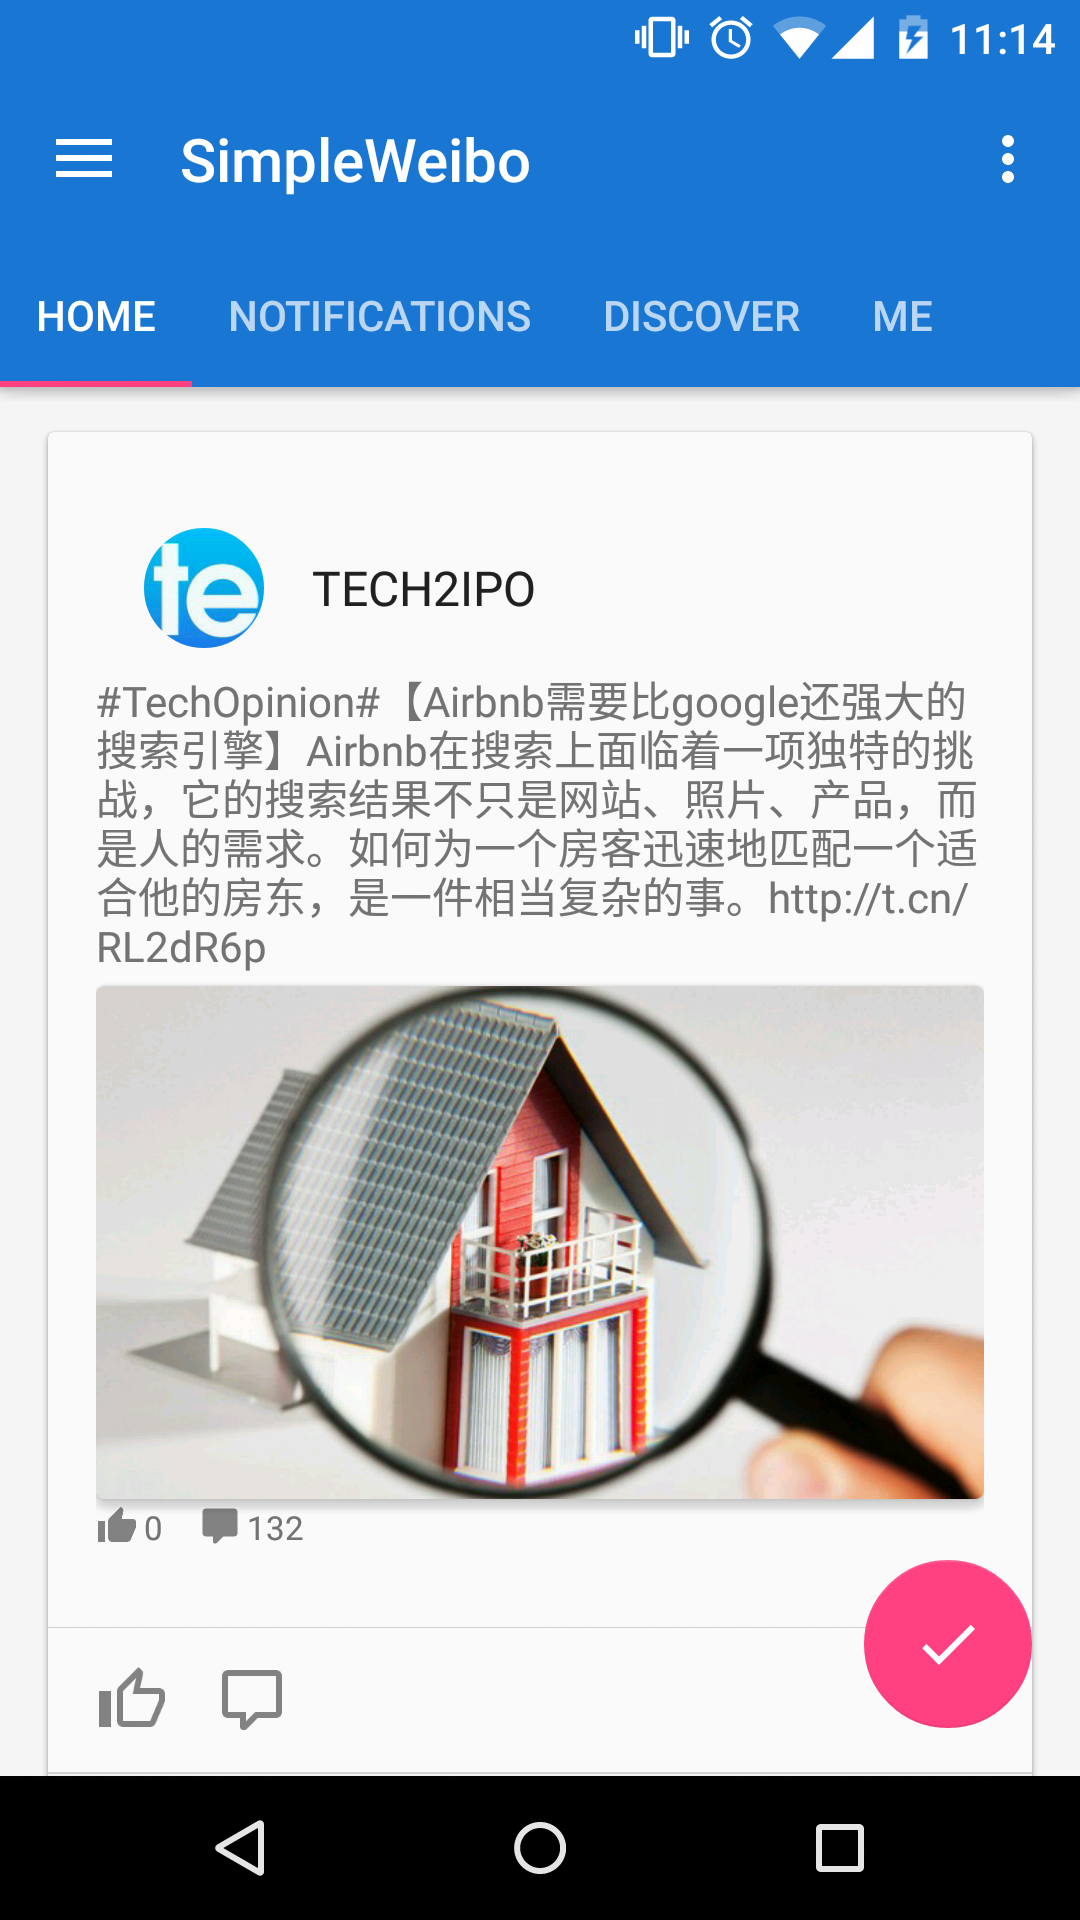 11:14
SimpleWeibo
HOME NOTIFICATIONS DISCOVER ME
te
TECH2IPO
#TechOpinion#【Airbnb需要比google还强大的
搜索引擎】Airbnb在搜索上面临着一项独特的挑
战，它的搜索结果不只是网站、照片、产品，而
是人的需求。如何为一个房客迅速地匹配一个适
合他的房东，是一件相当复杂的事。http://t.cn/
RL2dR6p
0 132